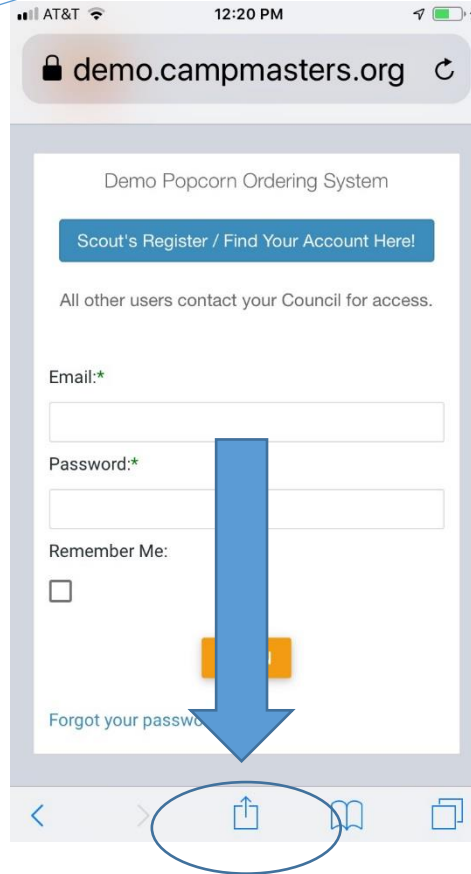 AT&T 12:20 PM
demo.campmasters.org
Demo Popcorn Ordering System
Scout's Register / Find Your Account Here!
All other users contact your Council for access.
Email:*
Password:*
Remember Me:
Forgot your